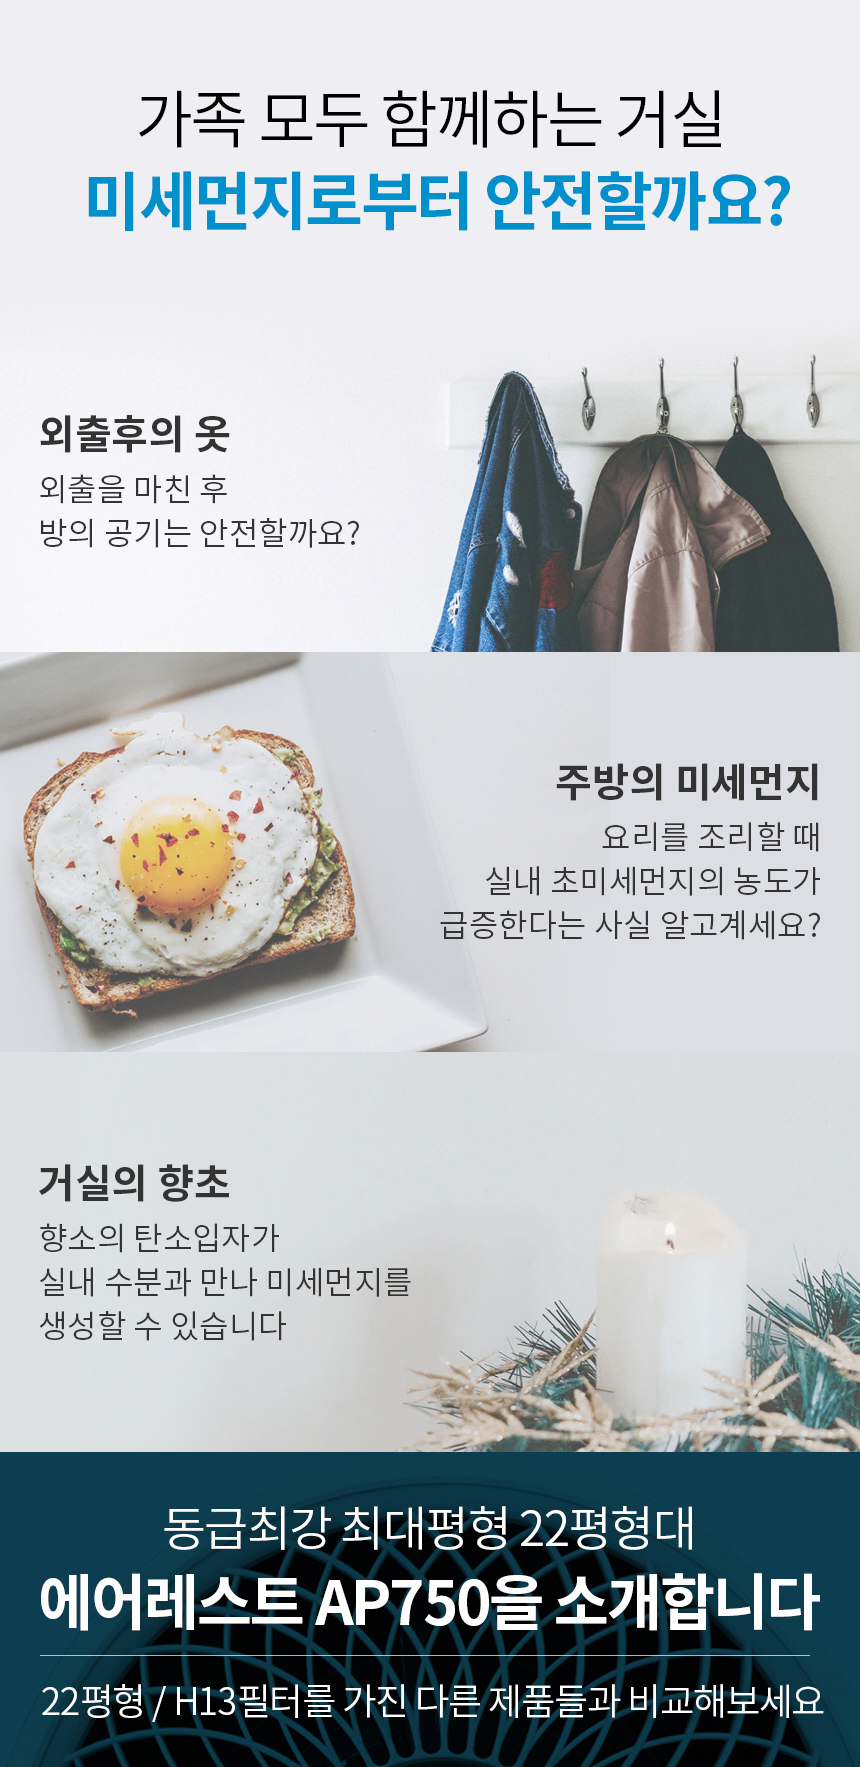 가족 모두 함께하는 거실
미세먼지로부터 안전할까요?
외출후의 옷
외출을 마친 후
방의 공기는 안전할까요?
주방의 미세먼지
요리를 조리할 때
실내 초미세먼지의 농도가
급증한다는 사실 알고계세요?
거실의 향초
향소의 탄소입자가
실내 수분과 만나 미세먼지를
생성할 수 있습니다
동급최강 최대평형 22평형대
에어레스트 AP750을 소개합니다
22평형 / H13필터를 가진 다른 제품들과 비교해보세요